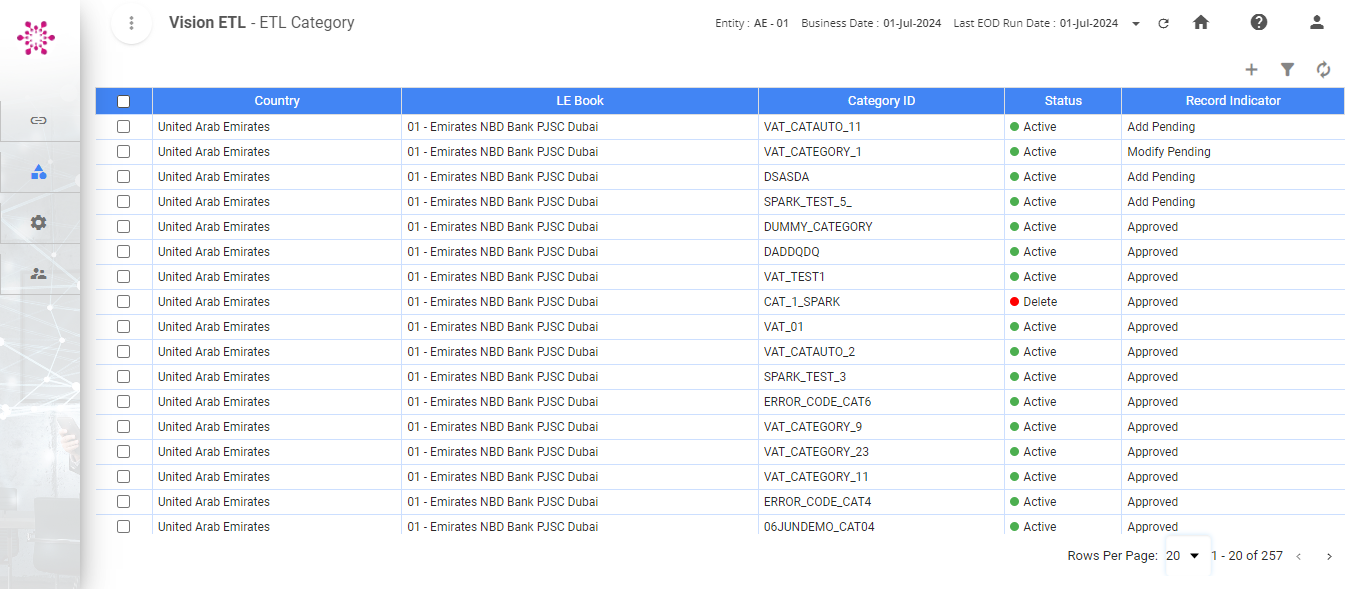 Vision ETL - ETL Category
Entity : AE - 01 Business Date : 01-Jul-2024 Last EOD Run Date : 01-Jul-2024
Country LE Book Category ID Status Record Indicator
United Arab Emirates 01 - Emirates NBD Bank PJSC Dubai VAT_CATAUTO_11 Active Add Pending
United Arab Emirates 01 - Emirates NBD Bank PJSC Dubai VAT_CATEGORY_1 Active Modify Pending
United Arab Emirates 01 - Emirates NBD Bank PJSC Dubai DSASDA Active Add Pending
United Arab Emirates 01 - Emirates NBD Bank PJSC Dubai SPARK_TEST_5_ Active Add Pending
United Arab Emirates 01 - Emirates NBD Bank PJSC Dubai DUMMY_CATEGORY Active Approved
United Arab Emirates 01 - Emirates NBD Bank PJSC Dubai DADDQDQ Active Approved
United Arab Emirates 01 - Emirates NBD Bank PJSC Dubai VAT_TEST1 Active Approved
United Arab Emirates 01 - Emirates NBD Bank PJSC Dubai CAT_1_SPARK Delete Approved
United Arab Emirates 01 - Emirates NBD Bank PJSC Dubai VAT_01 Active Approved
United Arab Emirates 01 - Emirates NBD Bank PJSC Dubai VAT_CATAUTO_2 Active Approved
United Arab Emirates 01 - Emirates NBD Bank PJSC Dubai SPARK_TEST_3 Active Approved
United Arab Emirates 01 - Emirates NBD Bank PJSC Dubai ERROR_CODE_CAT6 Active Approved
United Arab Emirates 01 - Emirates NBD Bank PJSC Dubai VAT_CATEGORY_9 Active Approved
United Arab Emirates 01 - Emirates NBD Bank PJSC Dubai VAT_CATEGORY_23 Active Approved
United Arab Emirates 01 - Emirates NBD Bank PJSC Dubai VAT_CATEGORY_11 Active Approved
United Arab Emirates 01 - Emirates NBD Bank PJSC Dubai ERROR_CODE_CAT4 Active Approved
United Arab Emirates 01 - Emirates NBD Bank PJSC Dubai 06JUNDEMO_CAT04 Active Approved
Rows Per Page: 20 1 - 20 of 257